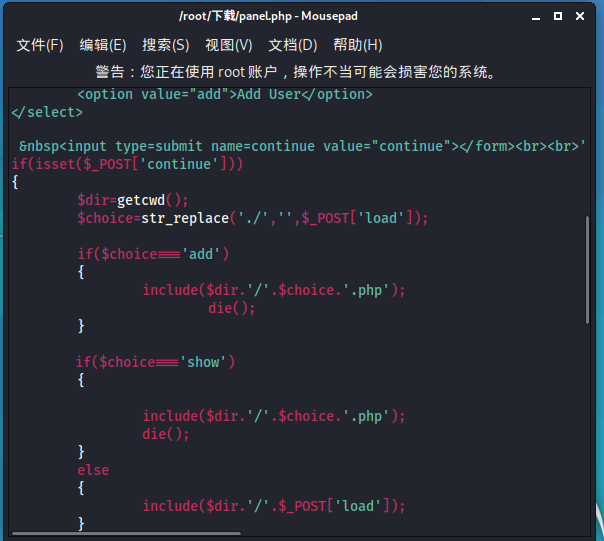 /root/下载/panel.php - Mousepad
文件(F) 编辑(E) 搜索(S) 视图(V) 文档(D) 帮助(H)
警告：您正在使用 root 账户，操作不当可能会损害您的系统。
<option value="add">Add User</option>
</select>
&nbsp<input type=submit name=continue value="continue"></form><br><br>'
if(isset($_POST['continue']))
{
$dir=getcwd();
$choice=str_replace('./','',$_POST['load']);
if($choice==='add')
{
include($dir.'/'.$choice.'.php');
die();
}
if($choice==='show')
{
include($dir.'/'.$choice.'.php');
die();
}
else
{
include($dir.'/'.$_POST['load']);
}